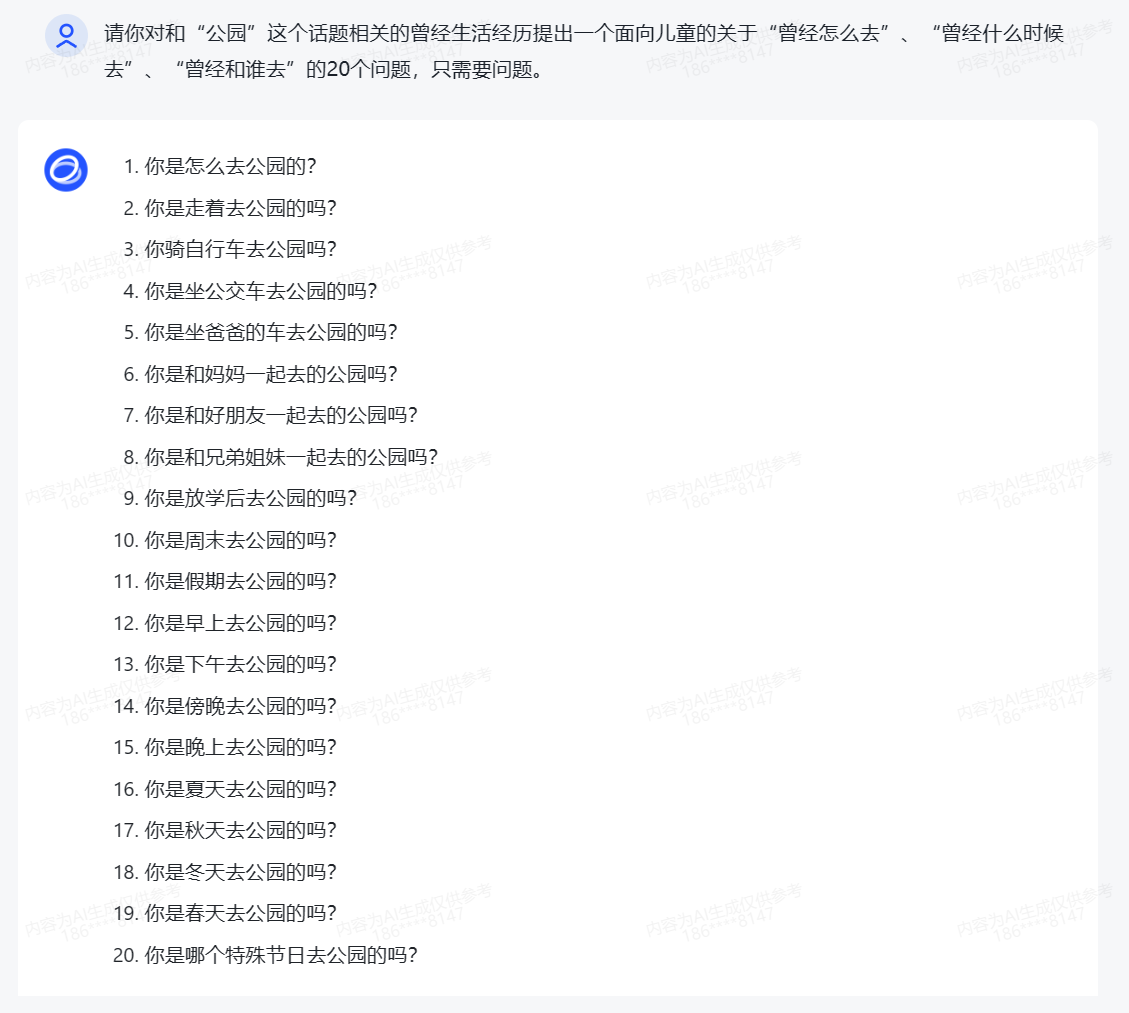 请你对和“公园”这个话题相关的曾经生活经历提出一个面向儿童的关于“曾经怎么去”、“曾经什么时候
去”、“曾经和谁去”的20个问题，只需要问题。
1. 你是怎么去公园的？
2. 你是走着去公园的吗？
3. 你骑自行车去公园吗？
4. 你是坐公交车去公园的吗？
5. 你是坐爸爸的车去公园的吗？
6. 你是和妈妈一起去的公园吗？
7. 你是和好朋友一起去的公园吗？
8. 你是和兄弟姐妹一起去的公园吗？
9. 你是放学后去公园的吗？
10. 你是周末去公园的吗？
11. 你是假期去公园的吗？
12. 你是早上去公园的吗？
13. 你是下午去公园的吗？
14. 你是傍晚去公园的吗？
15. 你是晚上去公园的吗？
16. 你是夏天去公园的吗？
17. 你是秋天去公园的吗？
18. 你是冬天去公园的吗？
19. 你是春天去公园的吗？
20. 你是哪个特殊节日去公园的吗？
内容为AI生成仅供参考
186****8147